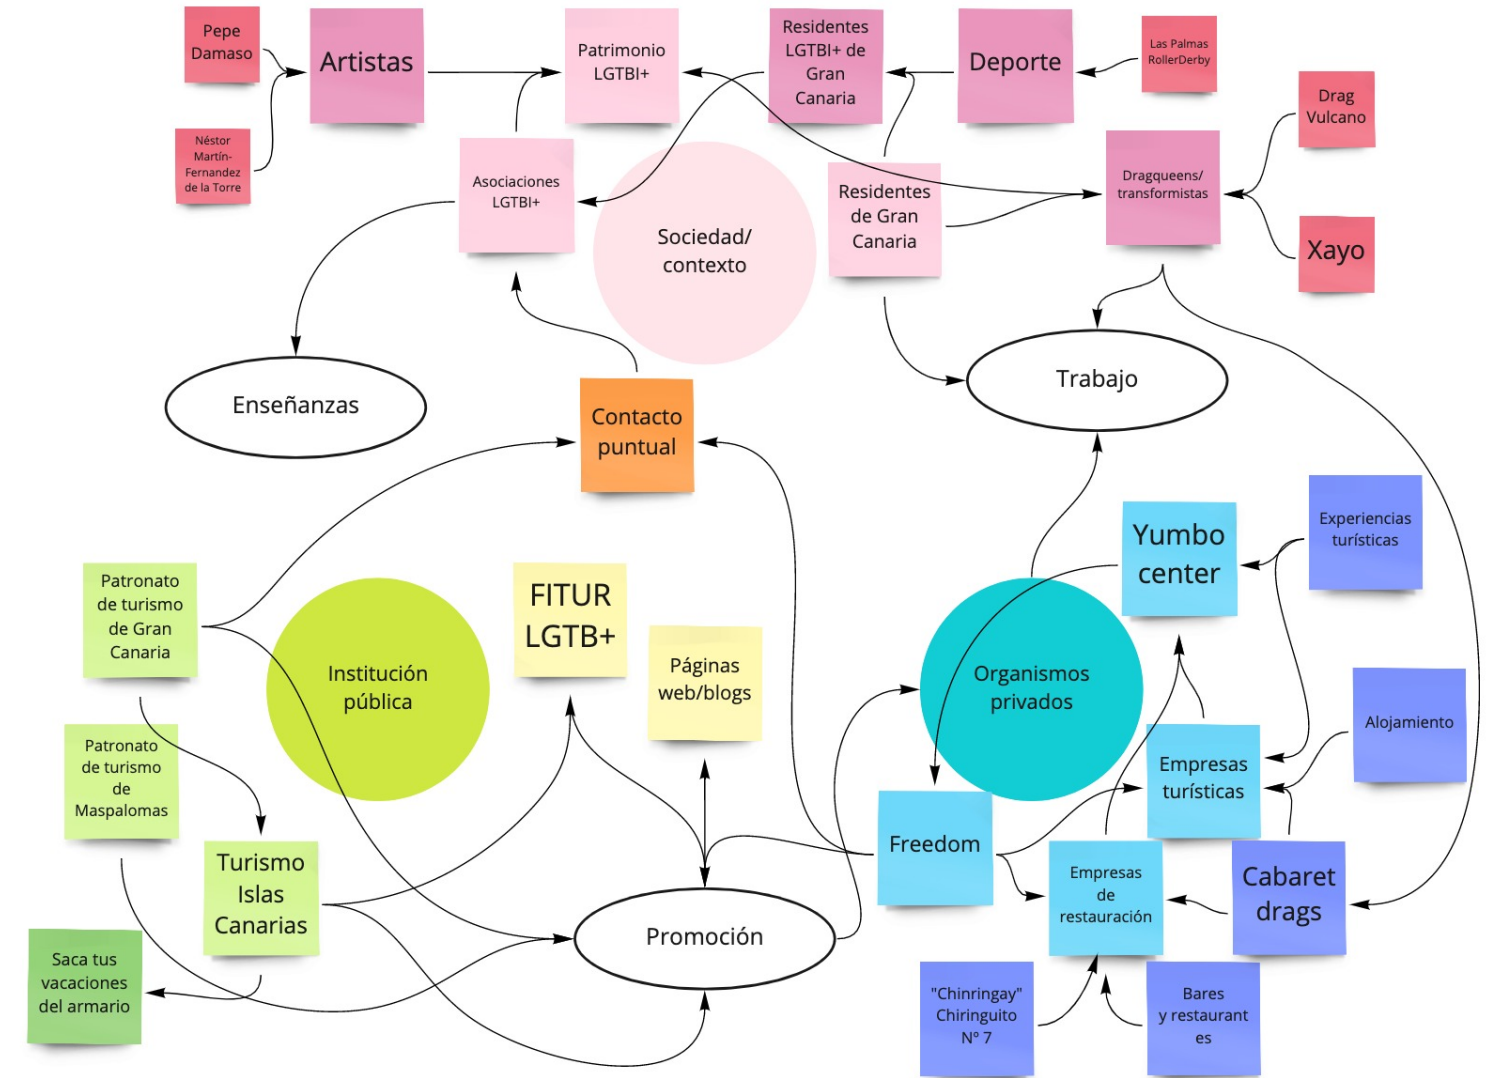 Pepe
Damaso
Artistas
Patrimonio
LGTBI+
Residentes
LGTBI+ de
Gran
Canaria
Deporte
Las Palmas
RollerDerby
Drag
Vulcano
Néstor
Martín-
Fernandez
de la Torre
Asociaciones
LGTBI+
Sociedad/
contexto
Residentes
de Gran
Canaria
Dragqueens/
transformistas
Xayo
Enseñanzas
Trabajo
Contacto
puntual
Yumbo
center
Experiencias
turísticas
Patronato
de turismo
de Gran
Canaria
FITUR
LGTB+
Páginas
web/blogs
Institución
pública
Organismos
privados
Alojamiento
Patronato
de turismo
de
Maspalomas
Empresas
turísticas
Turismo
Islas
Canarias
Freedom
Empresas
de
restauración
Cabaret
drags
Promoción
Saca tus
vacaciones
del armario
"Chinringay"
Chiringuito
Nº 7
Bares
y restaurant
es